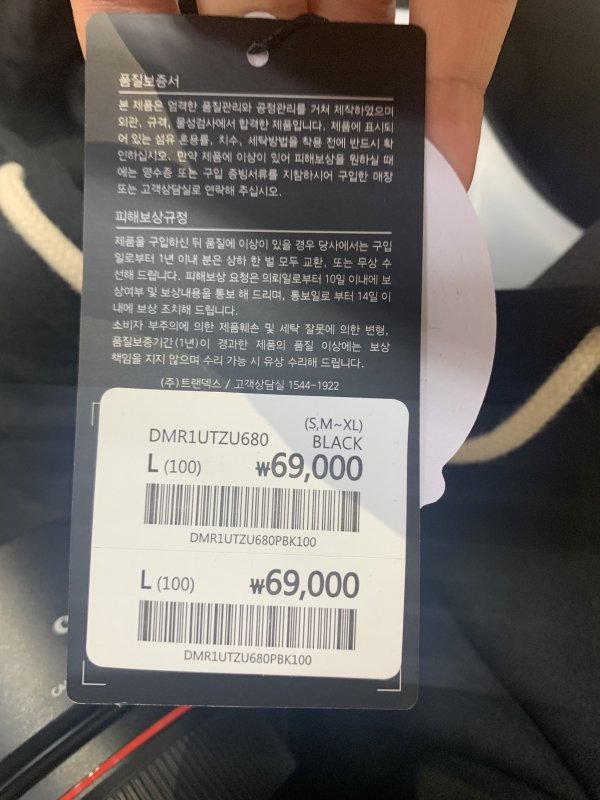 품질보증서
본 제품은 엄격한 품질관리와 공정관리를 거쳐 제작하였으며
외관, 규격, 물성검사에서 합격한 제품입니다. 제품에 표시되
어 있는 섬유 혼용률, 치수, 세탁방법을 착용 전에 반드시 확
인하십시오. 만약 제품에 이상이 있어 피해보상을 원하실 때
에는 영수증 또는 구입 증빙서류를 지참하시어 구입한 매장
또는 고객상담실로 연락해 주십시오.
피해보상규정
제품을 구입하신 뒤 품질에 이상이 있을 경우 당사에서는 구입
일로부터 1년 이내 분은 상하 한 벌 모두 교환, 또는 무상 수
선해 드립니다. 피해보상 요청은 의뢰일로부터 10일 이내에 보
상여부 및 보상내용을 통보해 드리며, 통보일로 부터 14일 이
내에 보상 조치해 드립니다.
소비자 부주의에 의한 제품훼손 및 세탁 잘못에 의한 변형,
품질보증기간(1년)이 경과한 제품의 품질 이상에는 보상
책임을 지지 않으며 수리 가능 시 유상 수리해 드립니다.
(주)트랜덱스 / 고객상담실 1544-1922
(S,M~XL)
DMR1UTZU680 BLACK
L (100) ₩69,000
DMR1UTZU680PBK100
L (100) ₩69,000
DMR1UTZU680PBK100